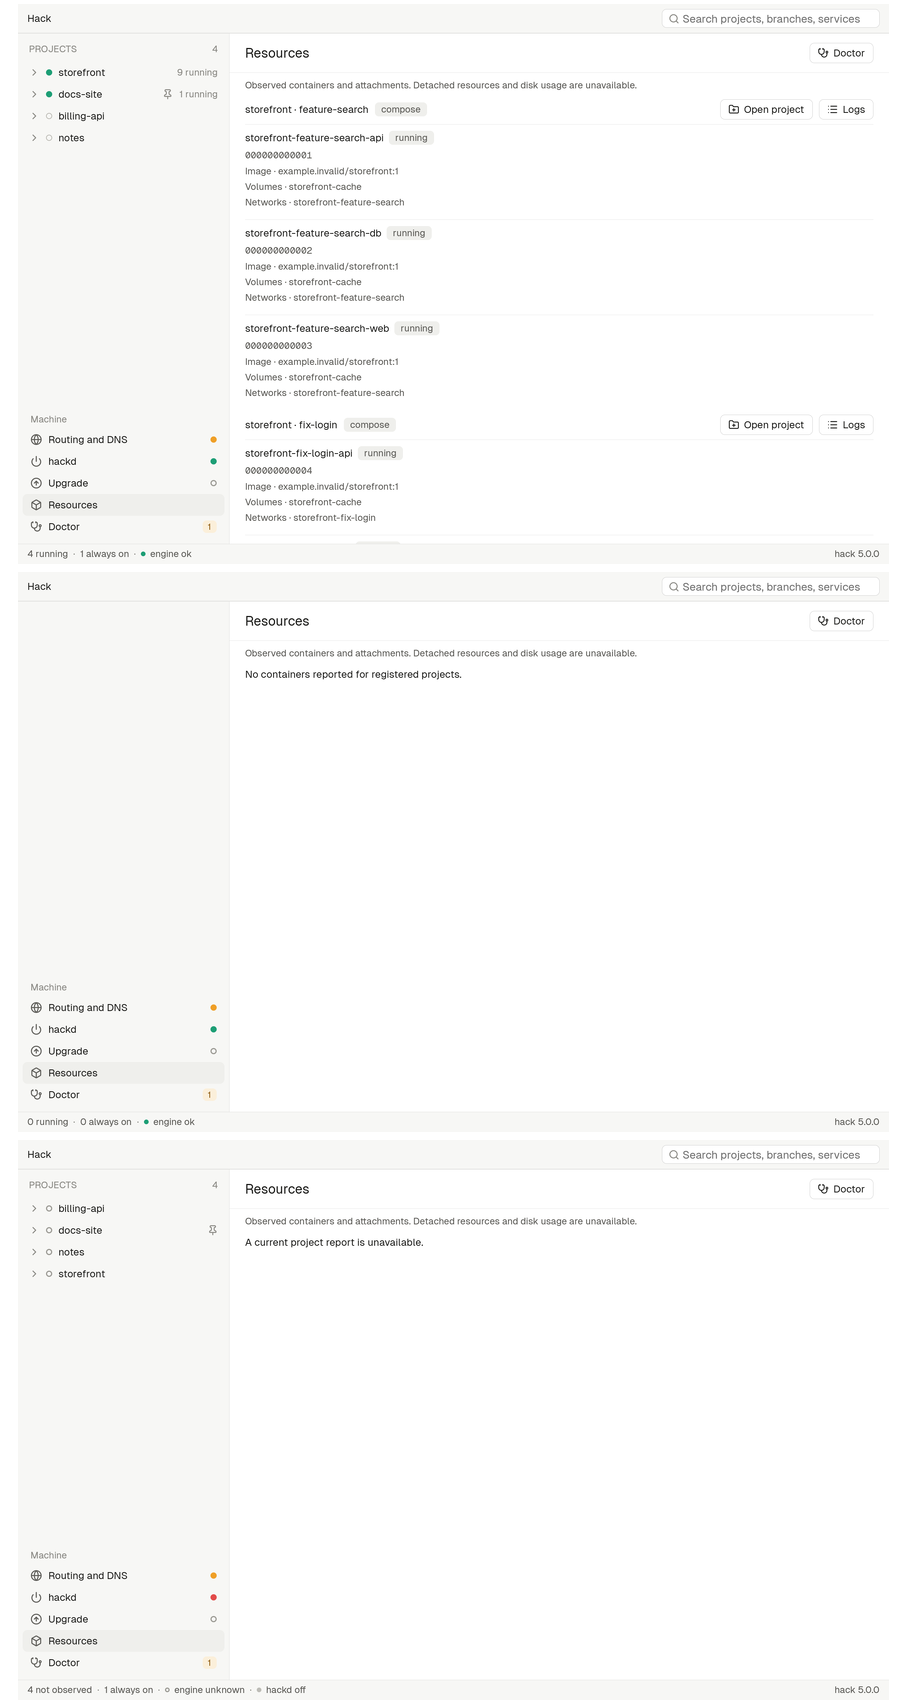 Hack
Search projects, branches, services
PROJECTS 4
storefront 9 running
docs-site 1 running
billing-api
notes
Machine
Routing and DNS
hackd
Upgrade
Resources
Doctor 1
Resources
Doctor
Observed containers and attachments. Detached resources and disk usage are unavailable.
storefront · feature-search compose Open project Logs
storefront-feature-search-api running
000000000001
Image · example.invalid/storefront:1
Volumes · storefront-cache
Networks · storefront-feature-search
storefront-feature-search-db running
000000000002
Image · example.invalid/storefront:1
Volumes · storefront-cache
Networks · storefront-feature-search
storefront-feature-search-web running
000000000003
Image · example.invalid/storefront:1
Volumes · storefront-cache
Networks · storefront-feature-search
storefront · fix-login compose Open project Logs
storefront-fix-login-api running
000000000004
Image · example.invalid/storefront:1
Volumes · storefront-cache
Networks · storefront-fix-login
4 running · 1 always on · engine ok hack 5.0.0
Hack
Search projects, branches, services
Machine
Routing and DNS
hackd
Upgrade
Resources
Doctor 1
Resources
Doctor
Observed containers and attachments. Detached resources and disk usage are unavailable.
No containers reported for registered projects.
0 running · 0 always on · engine ok hack 5.0.0
Hack
Search projects, branches, services
PROJECTS 4
billing-api
docs-site
notes
storefront
Machine
Routing and DNS
hackd
Upgrade
Resources
Doctor 1
Resources
Doctor
Observed containers and attachments. Detached resources and disk usage are unavailable.
A current project report is unavailable.
4 not observed · 1 always on · engine unknown · hackd off hack 5.0.0